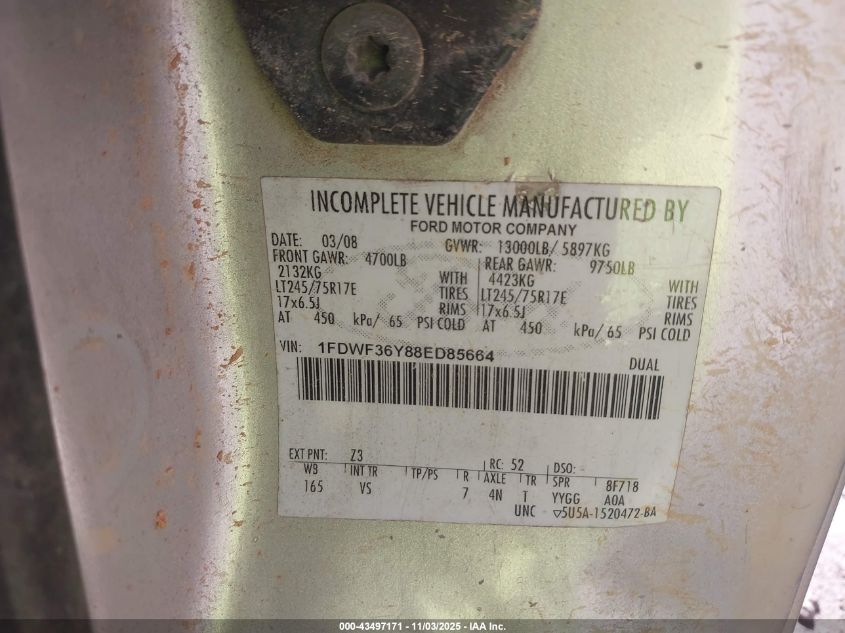 INCOMPLETE VEHICLE MANUFACTURED BY
FORD MOTOR COMPANY
DATE: 03/08 GVWR: 13000LB/ 5897KG
FRONT GAWR: 4700LB REAR GAWR: 9750LB
2132KG WITH 4423KG WITH
LT245/75R17E TIRES LT245/75R17E TIRES
17x6.5J RIMS 17x6.5J RIMS
AT 450 kPa/ 65 PSI COLD AT 450 kPa/ 65 PSI COLD
VIN: 1FDWF36Y88ED85664
DUAL
EXT PNT: Z3 RC: 52 DSO:
WB INT TR TP/PS R AXLE TR SPR 8F718
165 VS 7 4N T YYGG AOA
UNC ▽5U5A-1520472-BA
000-43497171 - 11/03/2025 - IAA Inc.